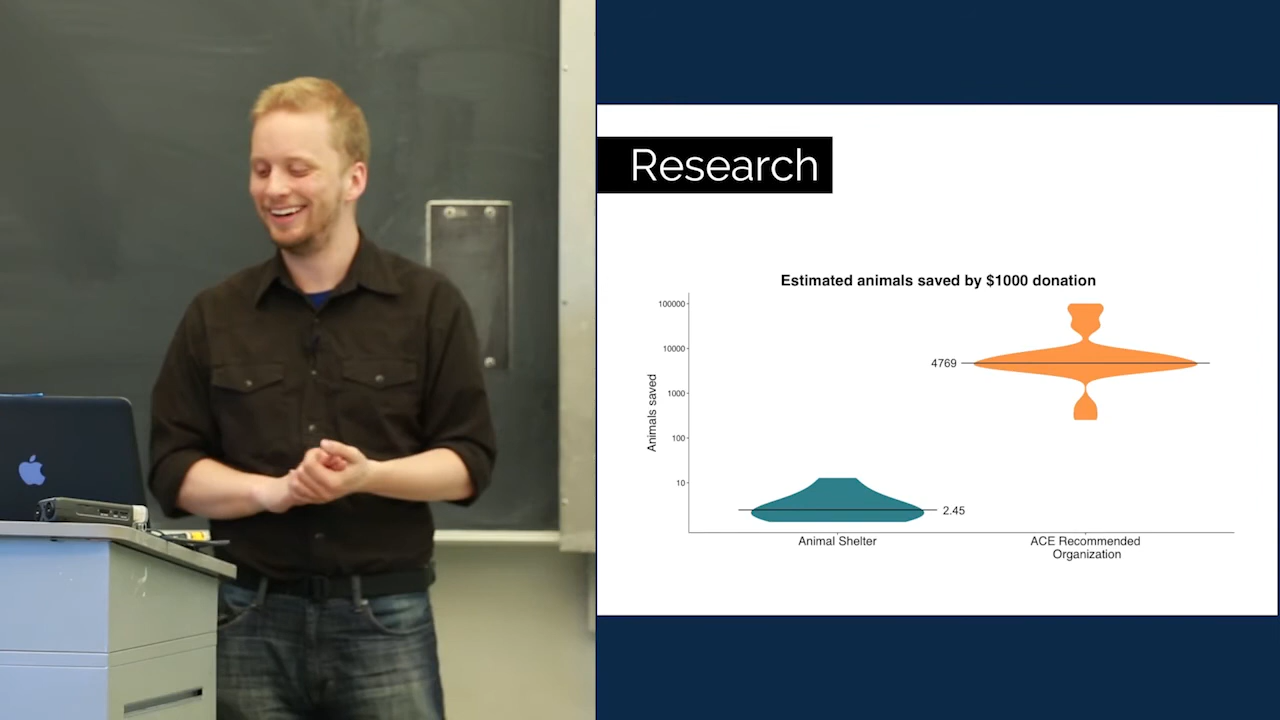 Research
Estimated animals saved by $1000 donation
100000
10000
1000
100
10
Animals saved
4769
2.45
Animal Shelter
ACE Recommended
Organization